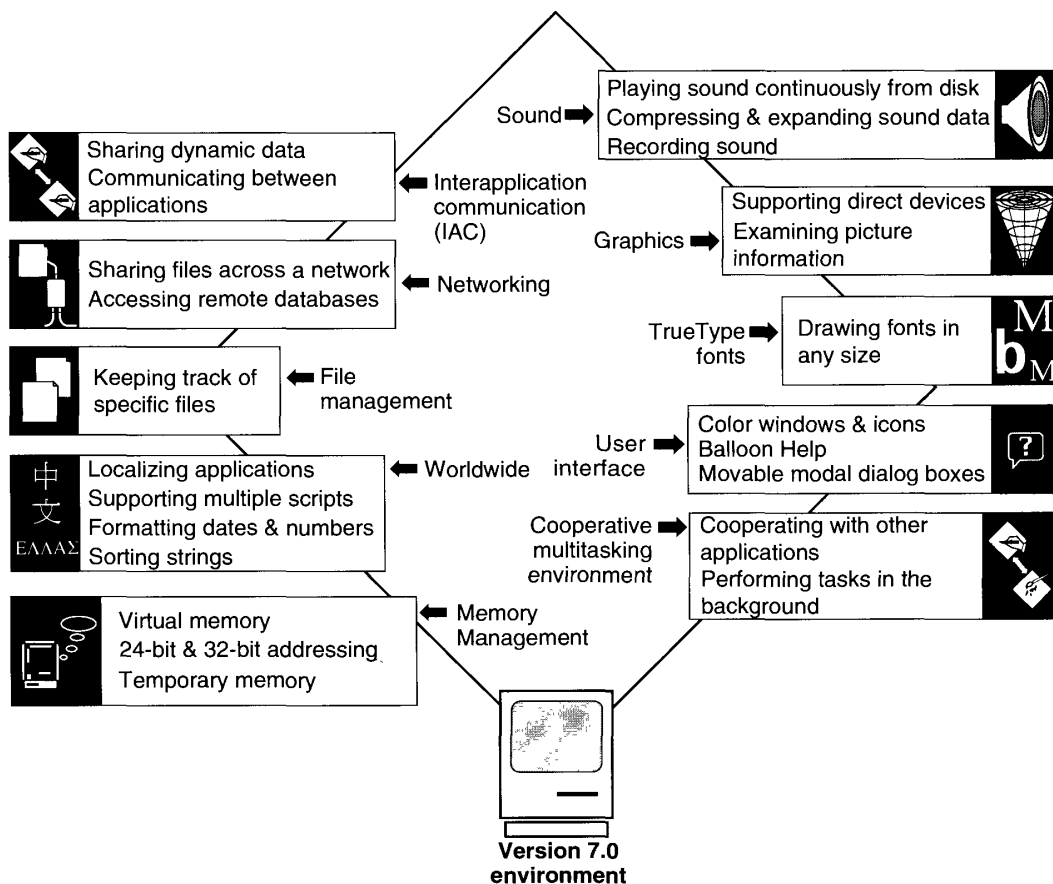 Sound
Playing sound continuously from disk
Compressing & expanding sound data
Recording sound
Sharing dynamic data
Communicating between
applications
Interapplication
communication
(IAC)
Graphics
Supporting direct devices
Examining picture
information
Sharing files across a network
Accessing remote databases
Networking
TrueType
fonts
Drawing fonts in
any size
M
b
M
Keeping track of
specific files
File
management
User
interface
Color windows & icons
Balloon Help
Movable modal dialog boxes
?
中
文
ΕΛΛΑΣ
Localizing applications
Supporting multiple scripts
Formatting dates & numbers
Sorting strings
Worldwide
Cooperative
multitasking
environment
Cooperating with other
applications
Performing tasks in the
background
Virtual memory
24-bit & 32-bit addressing
Temporary memory
Memory
Management
Version 7.0
environment